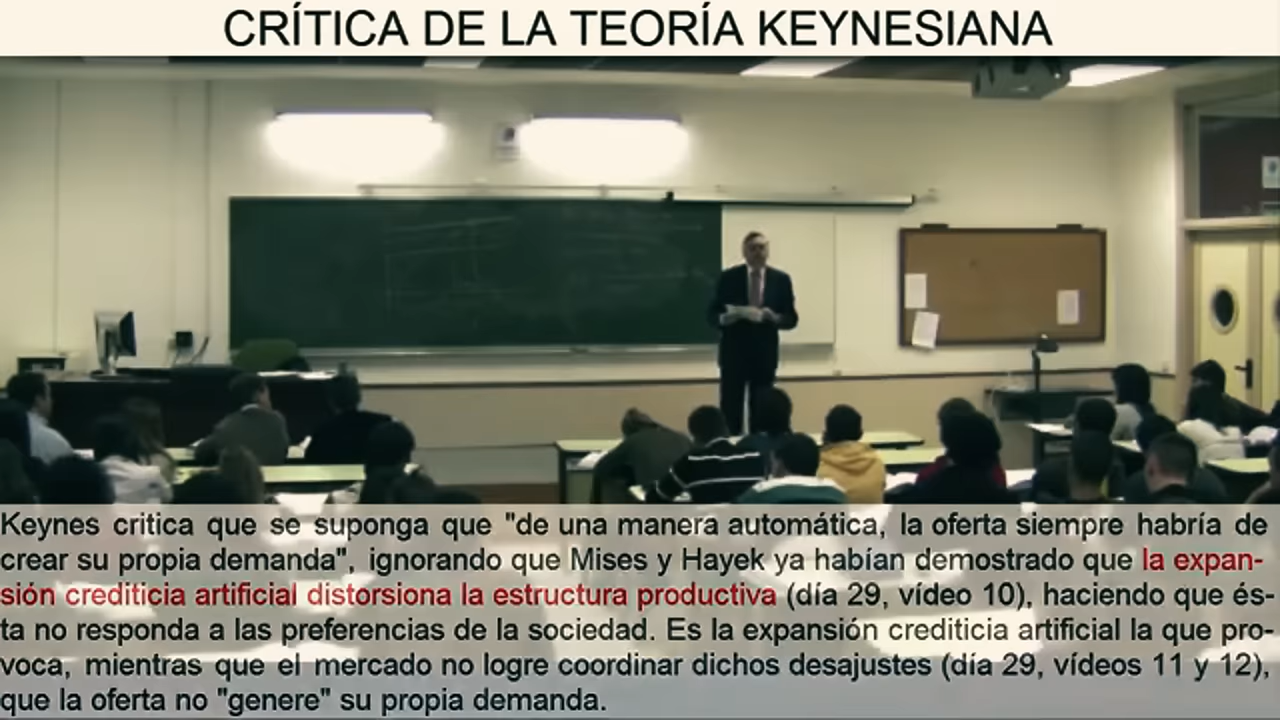 CRÍTICA DE LA TEORÍA KEYNESIANA
Keynes critica que se suponga que "de una manera automática, la oferta siempre habría de
crear su propia demanda", ignorando que Mises y Hayek ya habían demostrado que la expan-
sión crediticia artificial distorsiona la estructura productiva (día 29, vídeo 10), haciendo que és-
ta no responda a las preferencias de la sociedad. Es la expansión crediticia artificial la que pro-
voca, mientras que el mercado no logre coordinar dichos desajustes (día 29, vídeos 11 y 12),
que la oferta no "genere" su propia demanda.